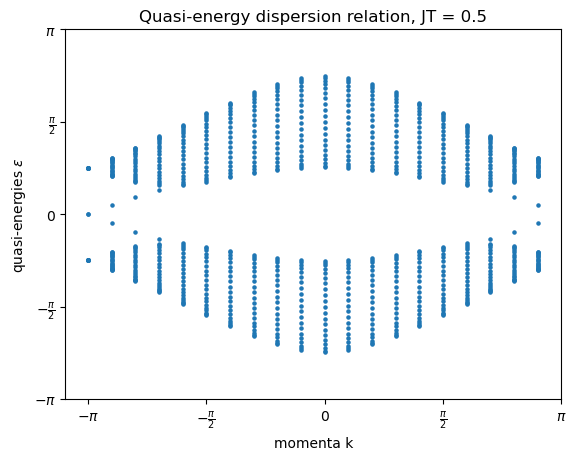 Quasi-energy dispersion relation, JT = 0.5
π
π/2
0
−π/2
−π
quasi-energies ε
−π
−π/2
0
π/2
π
momenta k